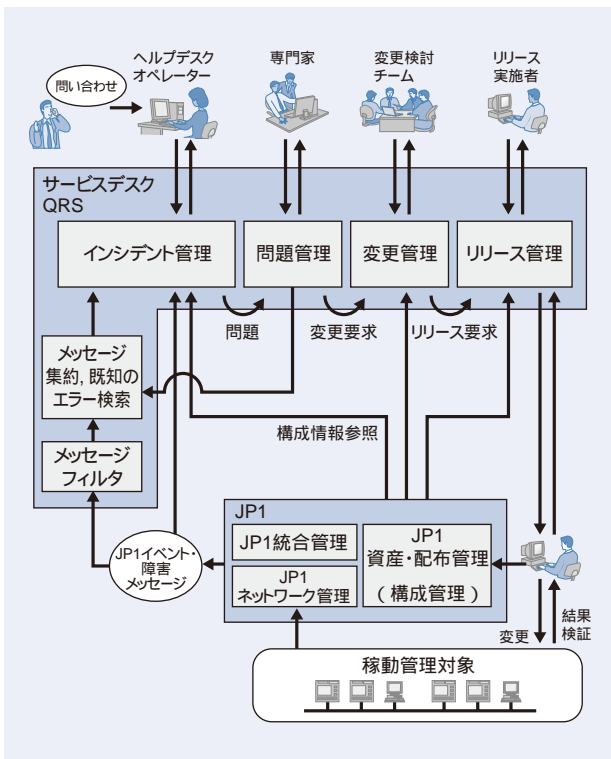 ヘルプデスク
オペレーター
専門家
変更検討
チーム
リリース
実施者
問い合わせ
サービスデスク
QRS
インシデント管理
問題管理
変更管理
リリース管理
問題
変更要求
リリース要求
メッセージ
集約，既知の
エラー検索
構成情報参照
メッセージ
フィルタ
JP1
JP1統合管理
JP1
資産・配布管理
（構成管理）
JP1イベント・
障害
メッセージ
JP1
ネットワーク管理
変更
結果
検証
稼動管理対象